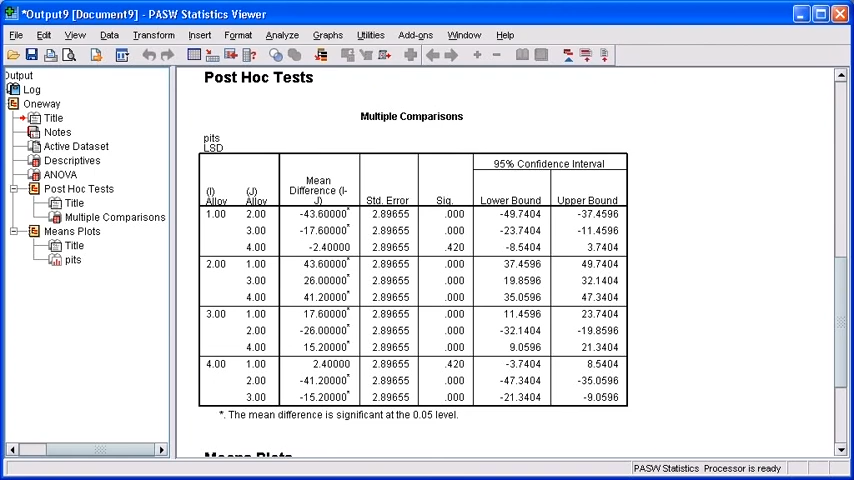 *Output9 [Document9] - PASW Statistics Viewer
File Edit View Data Transform Insert Format Analyze Graphs Utilities Add-ons Window Help
Output
Log
Oneway
Title
Notes
Active Dataset
Descriptives
ANOVA
Post Hoc Tests
Title
Multiple Comparisons
Means Plots
Title
pits
Post Hoc Tests
Multiple Comparisons
pits
LSD
95% Confidence Interval
(I) Alloy (J) Alloy Mean Difference (I-J) Std. Error Sig. Lower Bound Upper Bound
1.00 2.00 -43.60000* 2.89655 .000 -49.7404 -37.4596
3.00 -17.60000* 2.89655 .000 -23.7404 -11.4596
4.00 -2.40000 2.89655 .420 -8.5404 3.7404
2.00 1.00 43.60000* 2.89655 .000 37.4596 49.7404
3.00 26.00000* 2.89655 .000 19.8596 32.1404
4.00 41.20000* 2.89655 .000 35.0596 47.3404
3.00 1.00 17.60000* 2.89655 .000 11.4596 23.7404
2.00 -26.00000* 2.89655 .000 -32.1404 -19.8596
4.00 15.20000* 2.89655 .000 9.0596 21.3404
4.00 1.00 2.40000 2.89655 .420 -3.7404 8.5404
2.00 -41.20000* 2.89655 .000 -47.3404 -35.0596
3.00 -15.20000* 2.89655 .000 -21.3404 -9.0596
*. The mean difference is significant at the 0.05 level.
Means Plots
PASW Statistics Processor is ready